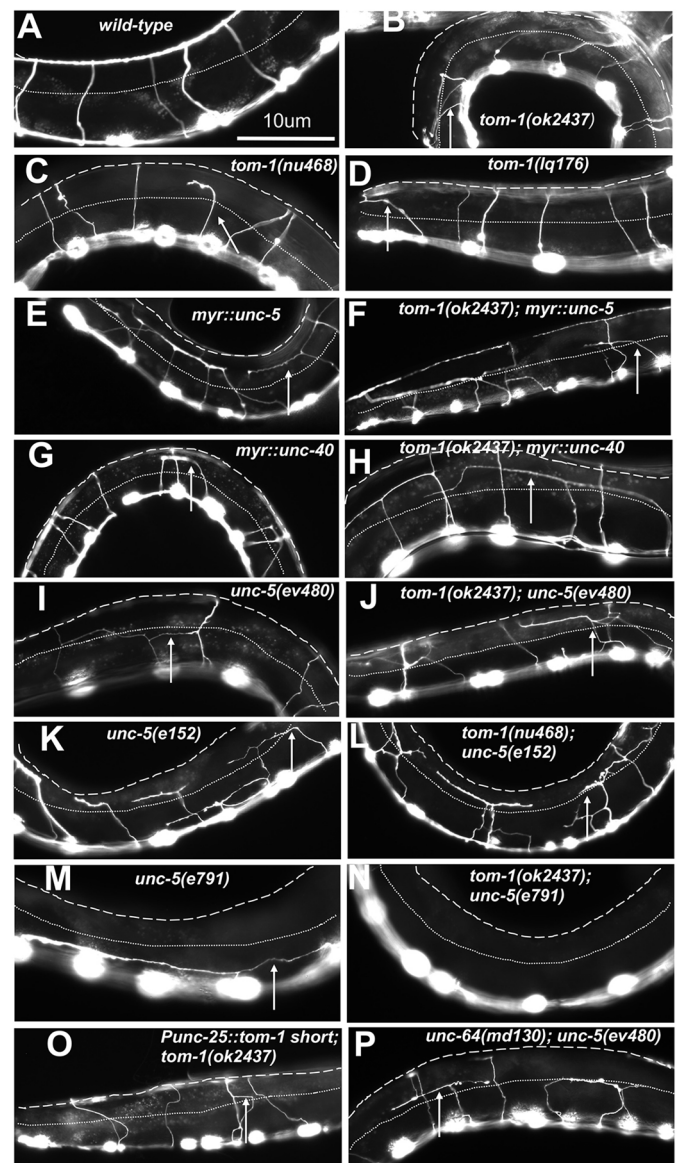 A
wild-type
10um
B
tom-1(ok2437)
C
tom-1(nu468)
D
tom-1(lq176)
E
myr::unc-5
F
tom-1(ok2437); myr::unc-5
G
myr::unc-40
H
tom-1(ok2437); myr::unc-40
I
unc-5(ev480)
J
tom-1(ok2437); unc-5(ev480)
K
unc-5(e152)
L
tom-1(nu468);
unc-5(e152)
M
unc-5(e791)
N
tom-1(ok2437);
unc-5(e791)
O
Punc-25::tom-1 short;
tom-1(ok2437)
P
unc-64(md130); unc-5(ev480)